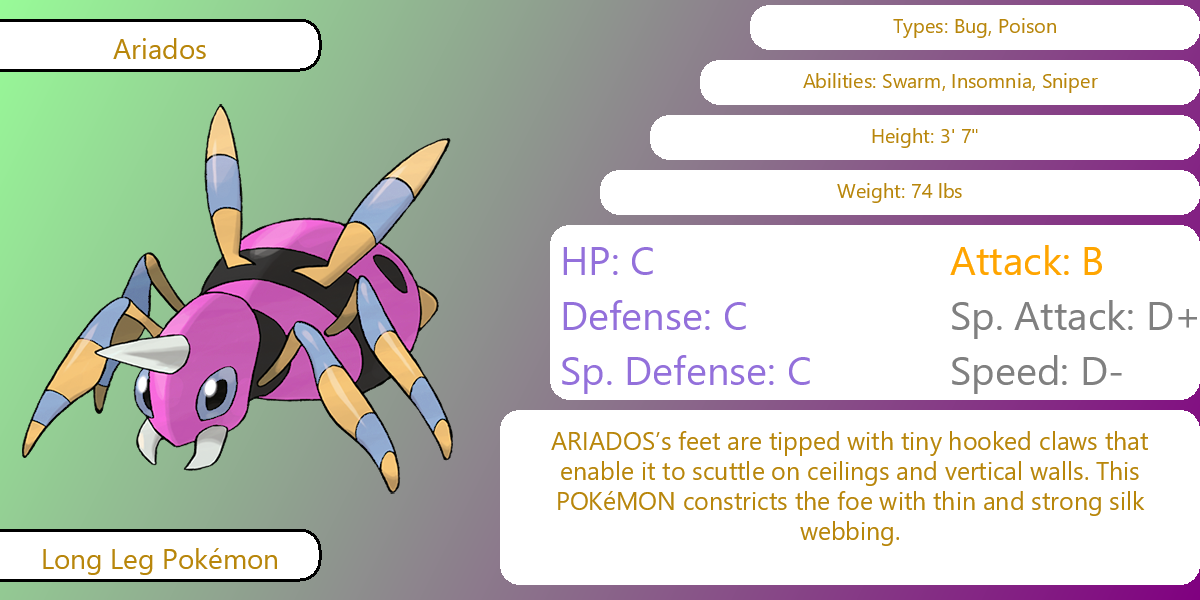 Ariados
Types: Bug, Poison
Abilities: Swarm, Insomnia, Sniper
Height: 3' 7"
Weight: 74 lbs
HP: C
Attack: B
Defense: C
Sp. Attack: D+
Sp. Defense: C
Speed: D-
ARIADOS’s feet are tipped with tiny hooked claws that
enable it to scuttle on ceilings and vertical walls. This
POKéMON constricts the foe with thin and strong silk
webbing.
Long Leg Pokémon